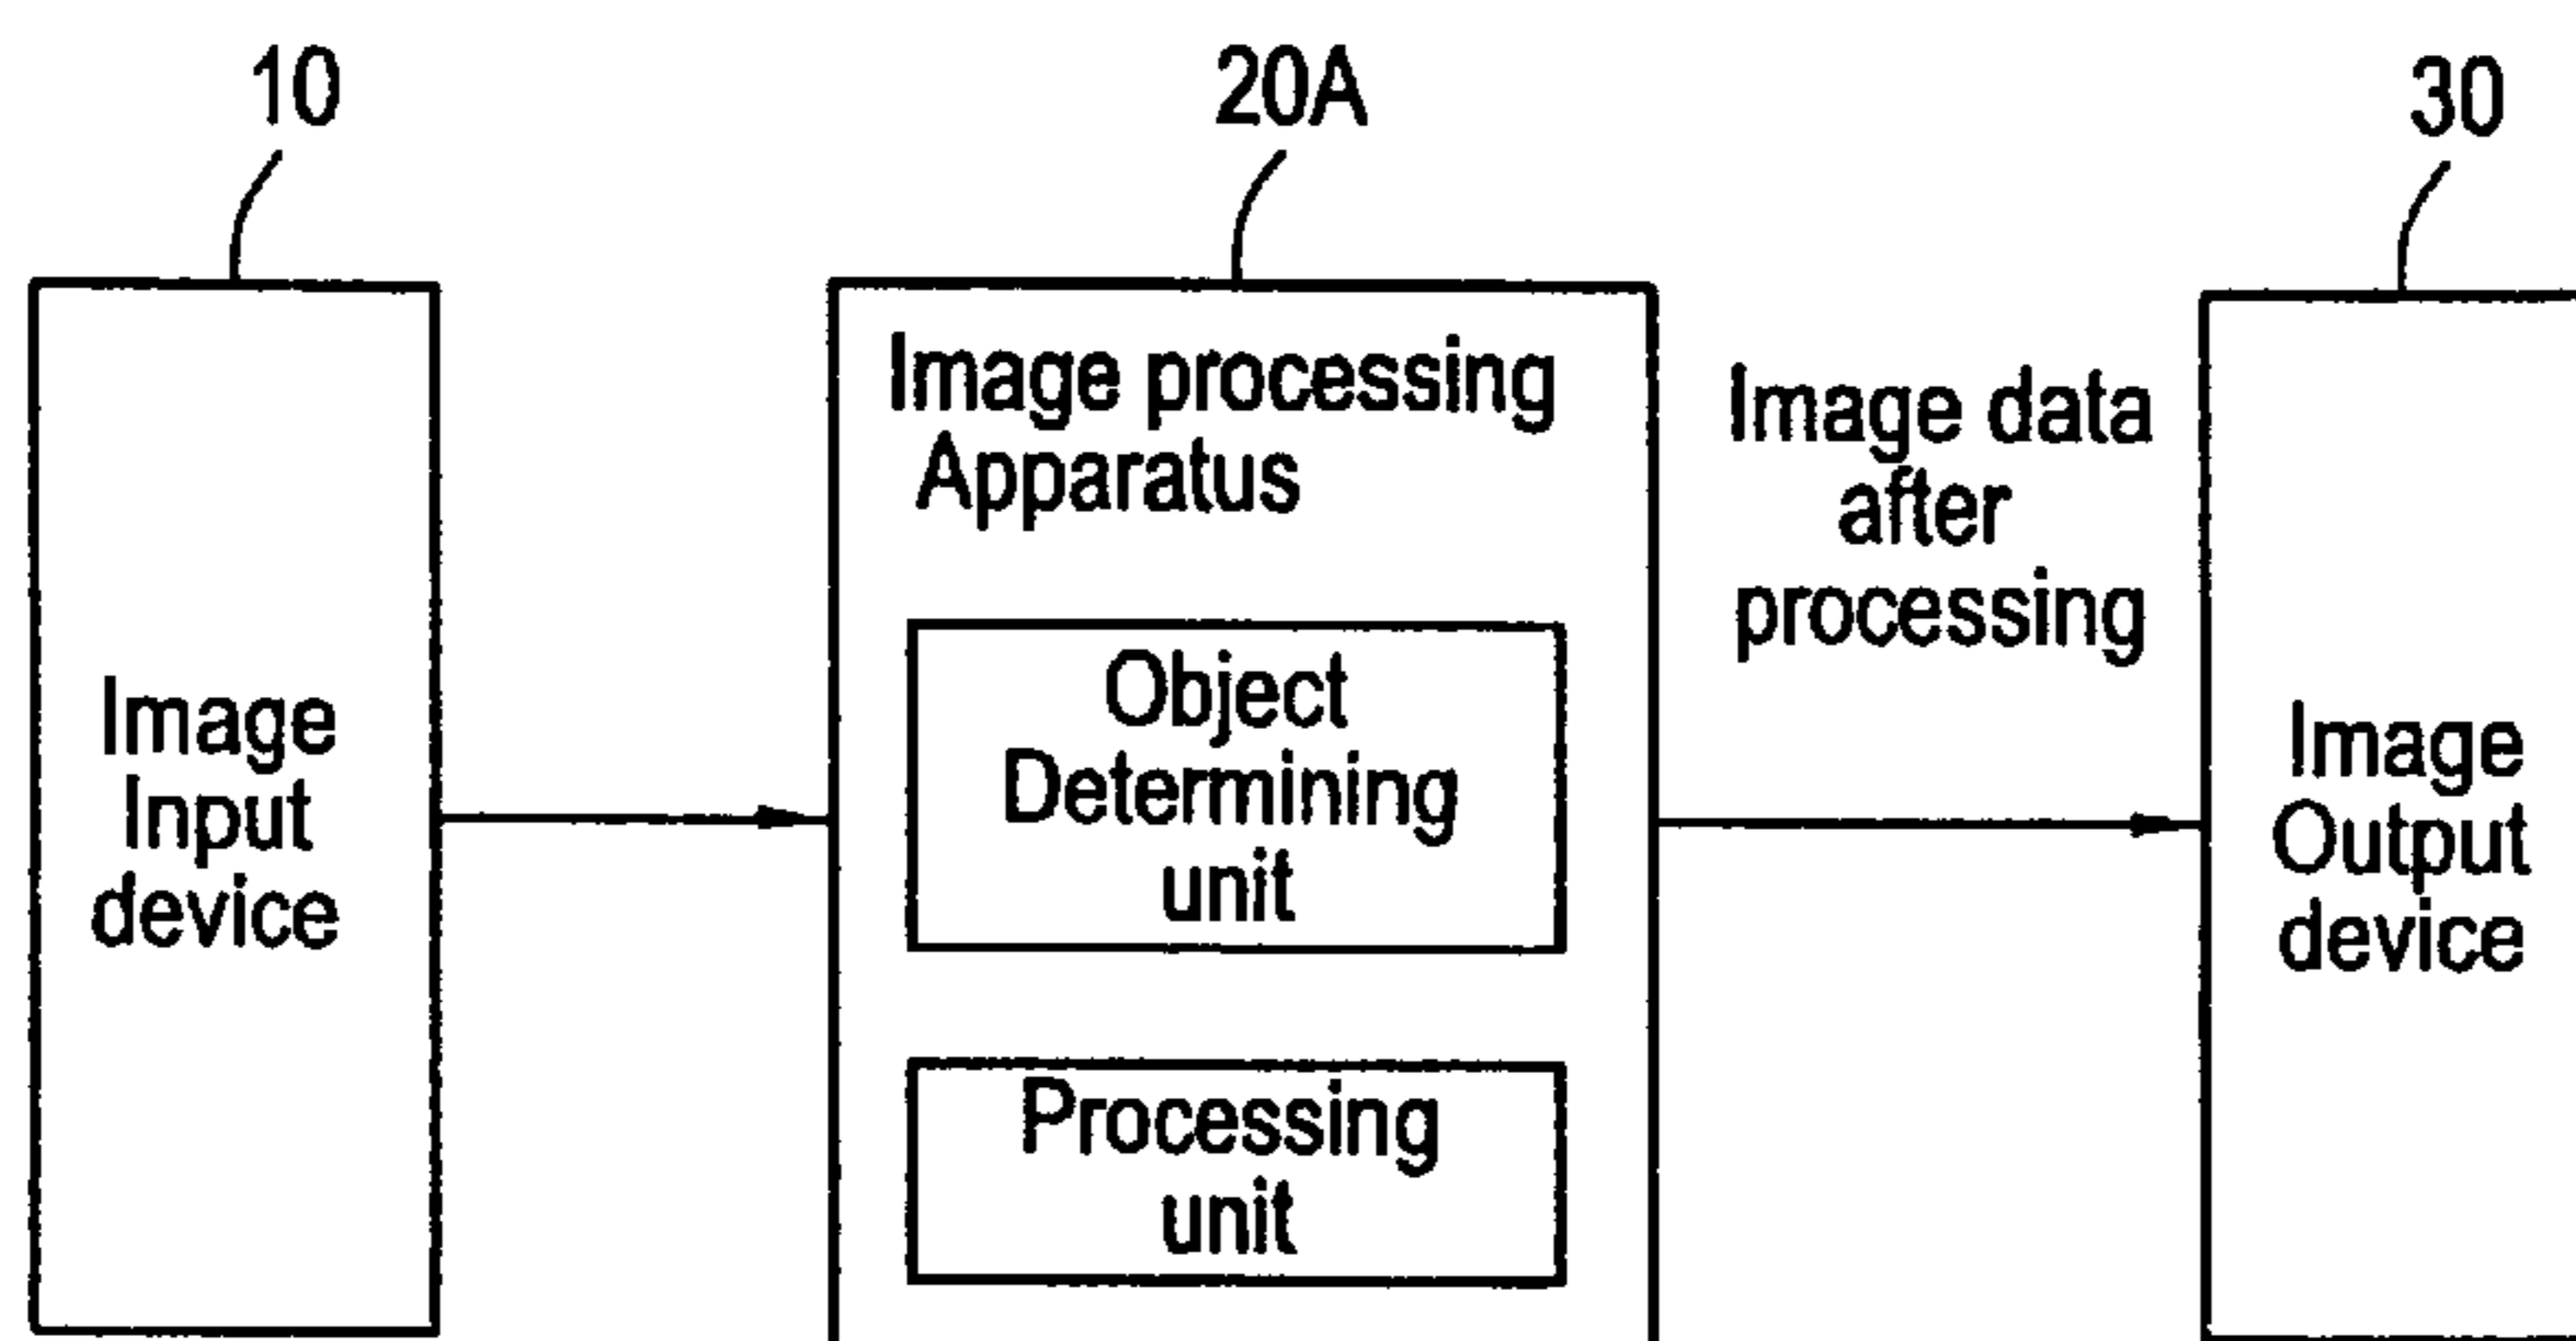 10
20A
30
Image
Input
device
Image processing
Apparatus
Object
Determining
unit
Processing
unit
Image data
after
processing
Image
Output
device